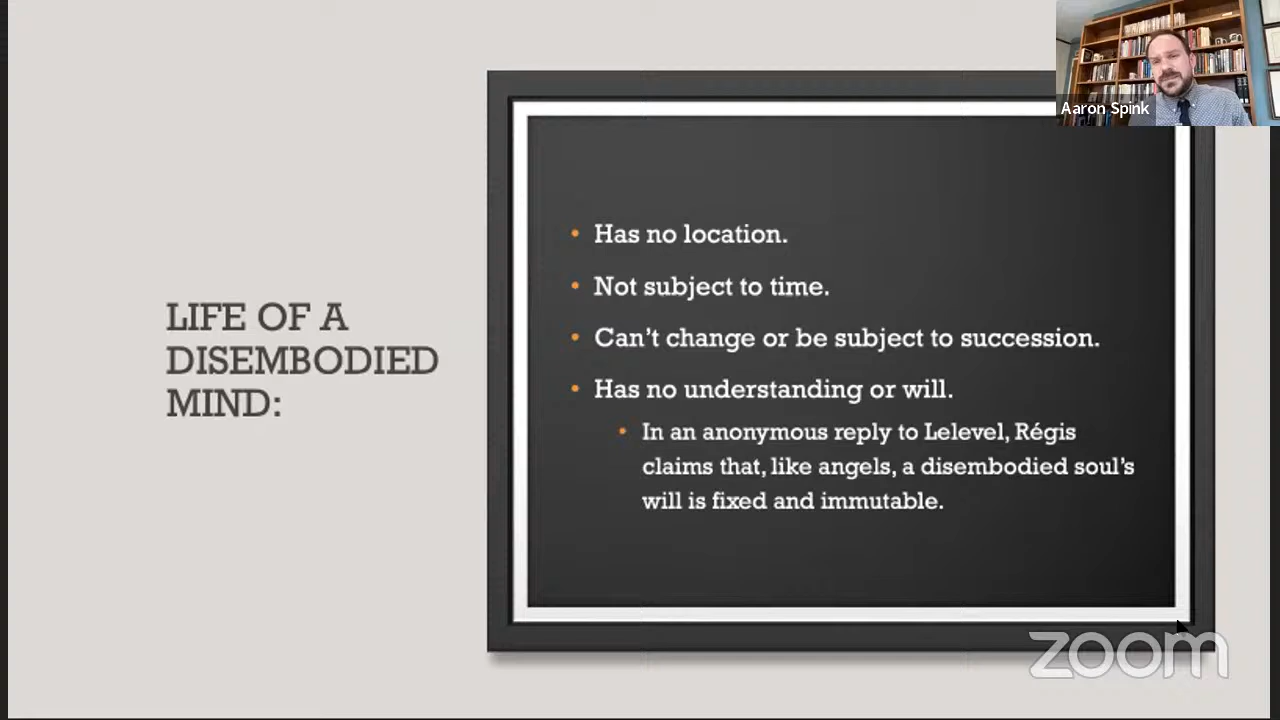 Aaron Spink
LIFE OF A
DISEMBODIED
MIND:
• Has no location.
• Not subject to time.
• Can't change or be subject to succession.
• Has no understanding or will.
• In an anonymous reply to Lelevel, Régis
claims that, like angels, a disembodied soul's
will is fixed and immutable.
zoom